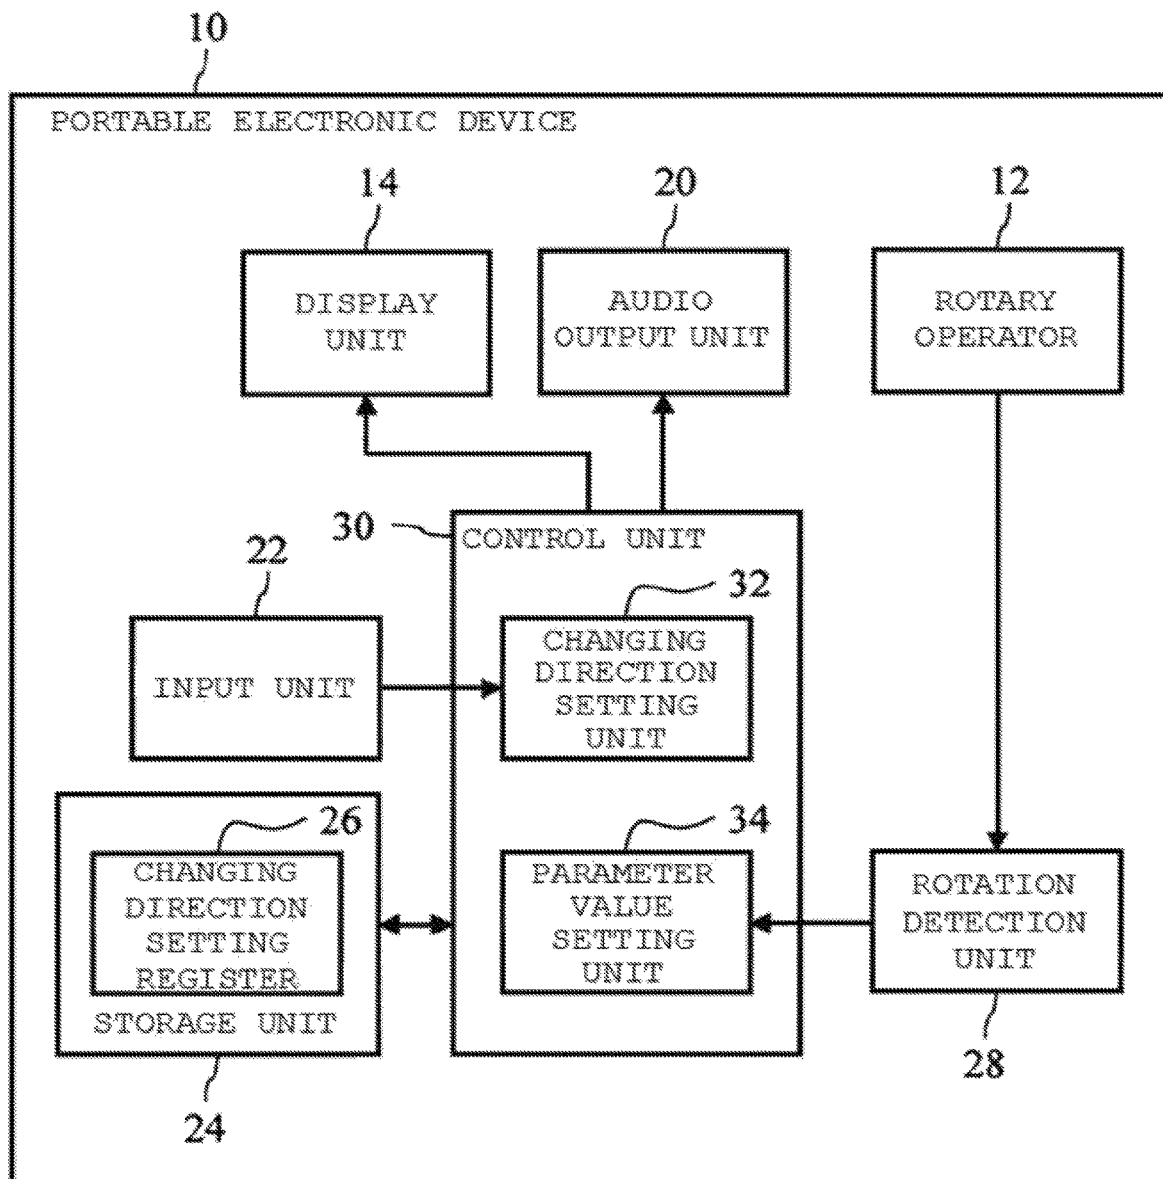 10
PORTABLE ELECTRONIC DEVICE
14
20
12
DISPLAY
UNIT
AUDIO
OUTPUT UNIT
ROTARY
OPERATOR
30
CONTROL UNIT
22
32
INPUT UNIT
CHANGING
DIRECTION
SETTING
UNIT
26
34
CHANGING
DIRECTION
SETTING
REGISTER
STORAGE UNIT
PARAMETER
VALUE
SETTING
UNIT
ROTATION
DETECTION
UNIT
24
28